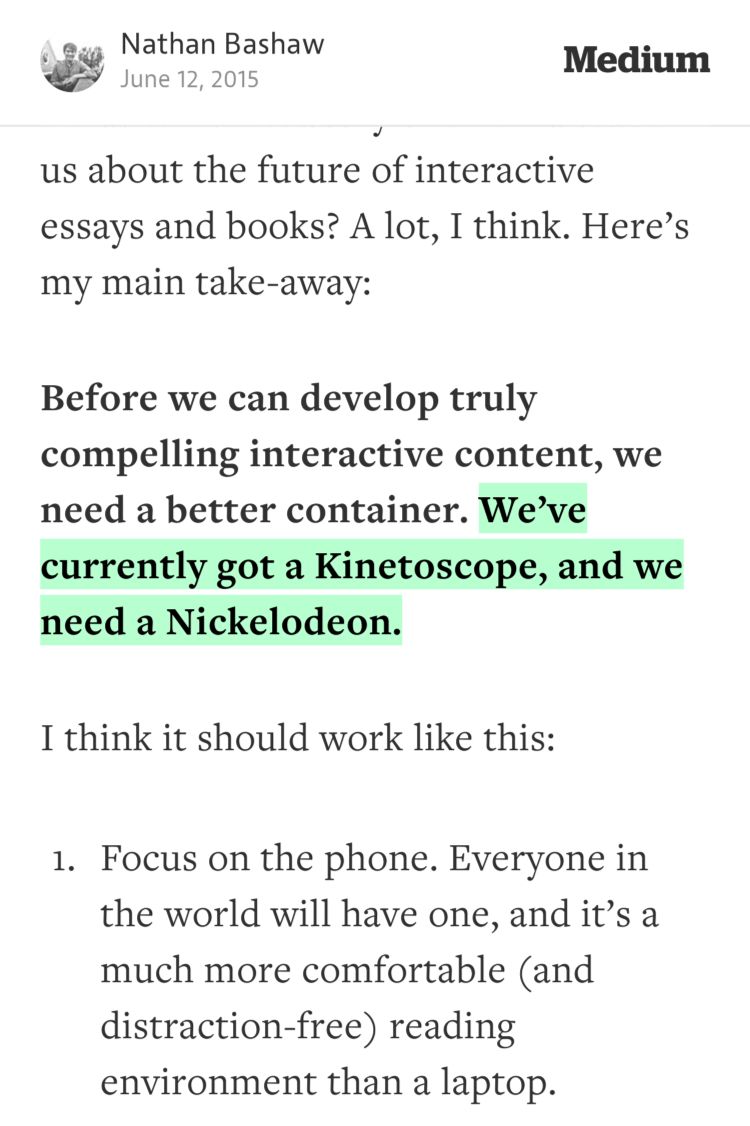 Nathan Bashaw
June 12, 2015
Medium
us about the future of interactive
essays and books? A lot, I think. Here’s
my main take-away:
Before we can develop truly
compelling interactive content, we
need a better container. We’ve
currently got a Kinetoscope, and we
need a Nickelodeon.
I think it should work like this:
1. Focus on the phone. Everyone in
the world will have one, and it’s a
much more comfortable (and
distraction-free) reading
environment than a laptop.